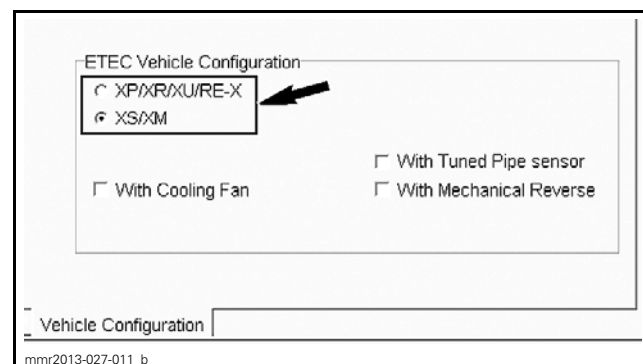 ETEC Vehicle Configuration
XP/XR/XU/RE-X
XS/XM
With Tuned Pipe sensor
With Cooling Fan With Mechanical Reverse
Vehicle Configuration
mmr2013-027-011_b